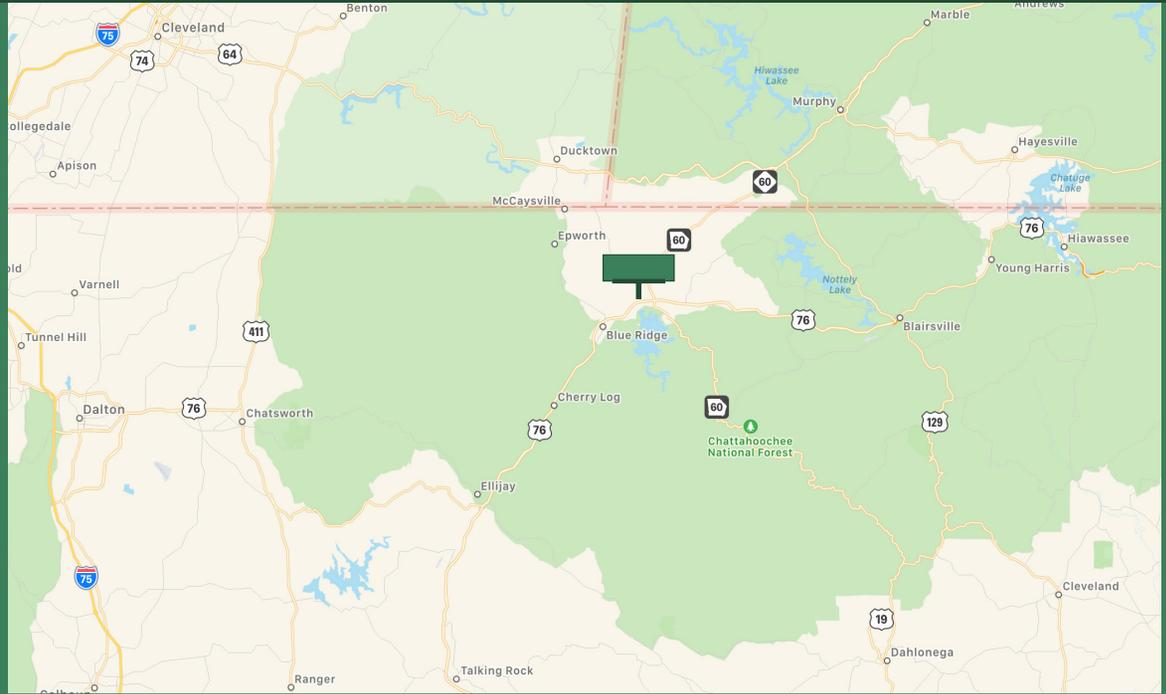 Benton
Andrews
Marble
Cleveland
75
74
64
Hiwassee
Lake
Murphy
ollegedale
Apison
Ducktown
Hayesville
60
Chatuge
Lake
McCaysville
76
Epworth
60
Hiawassee
old
Young Harris
Varnell
Nottely
Lake
76
Blairsville
411
Tunnel Hill
Blue Ridge
Cherry Log
76
Dalton
Chatsworth
60
129
76
Chattahoochee
National Forest
Ellijay
75
Cleveland
19
Dahlonega
Talking Rock
Ranger
Calhoun